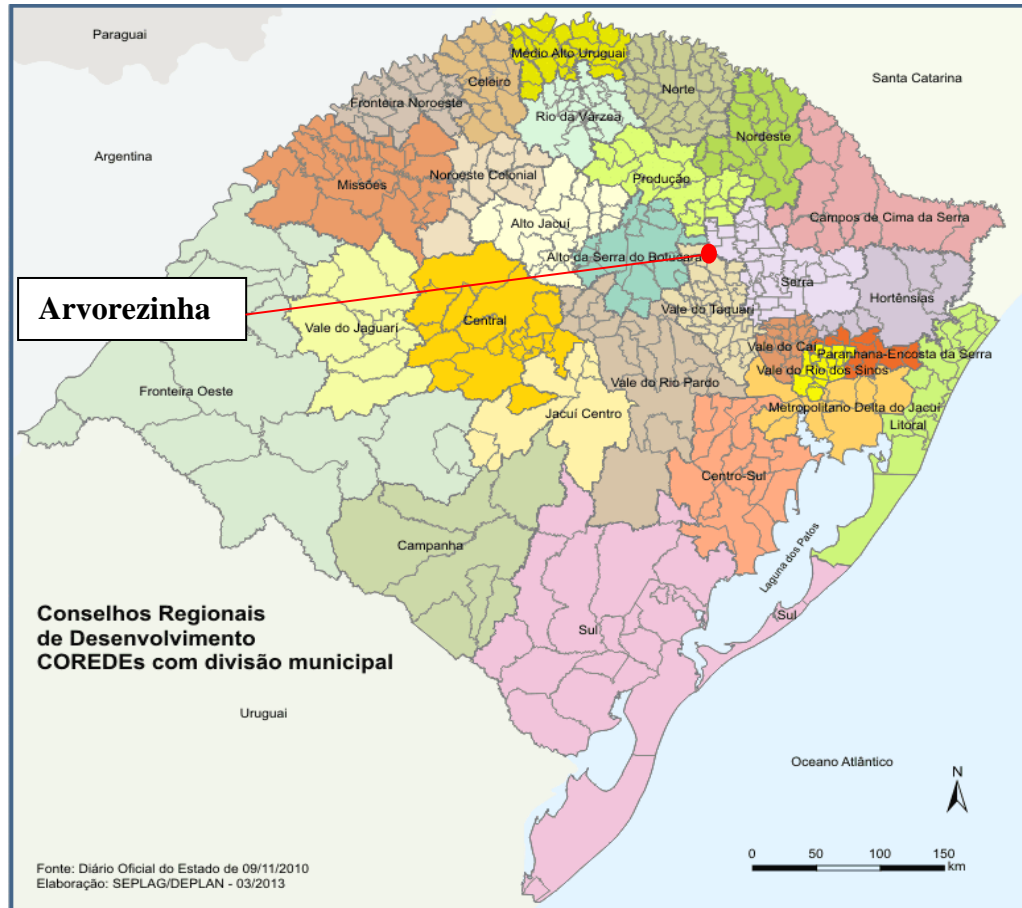 Paraguai
Médio Alto Uruguai
Celeiro
Santa Catarina
Norte
Fronteira Noroeste
Rio da Várzea
Nordeste
Argentina
Noroeste Colonial
Produção
Missões
Alto Jacuí
Campos de Cima da Serra
Alto da Serra do Botucaraí
Serra
Hortênsias
Arvorezinha
Vale do Taquari
Central
Vale do Jaguari
Vale do Caí
Paranhana-Encosta da Serra
Vale do Rio dos Sinos
Vale do Rio Pardo
Fronteira Oeste
Metropolitano Delta do Jacuí
Jacuí Centro
Litoral
Centro-Sul
Campanha
Laguna dos Patos
Conselhos Regionais
de Desenvolvimento
COREDEs com divisão municipal
Sul
Sul
Uruguai
Oceano Atlântico
N
Fonte: Diário Oficial do Estado de 09/11/2010
Elaboração: SEPLAG/DEPLAN - 03/2013
0 50 100 150
km